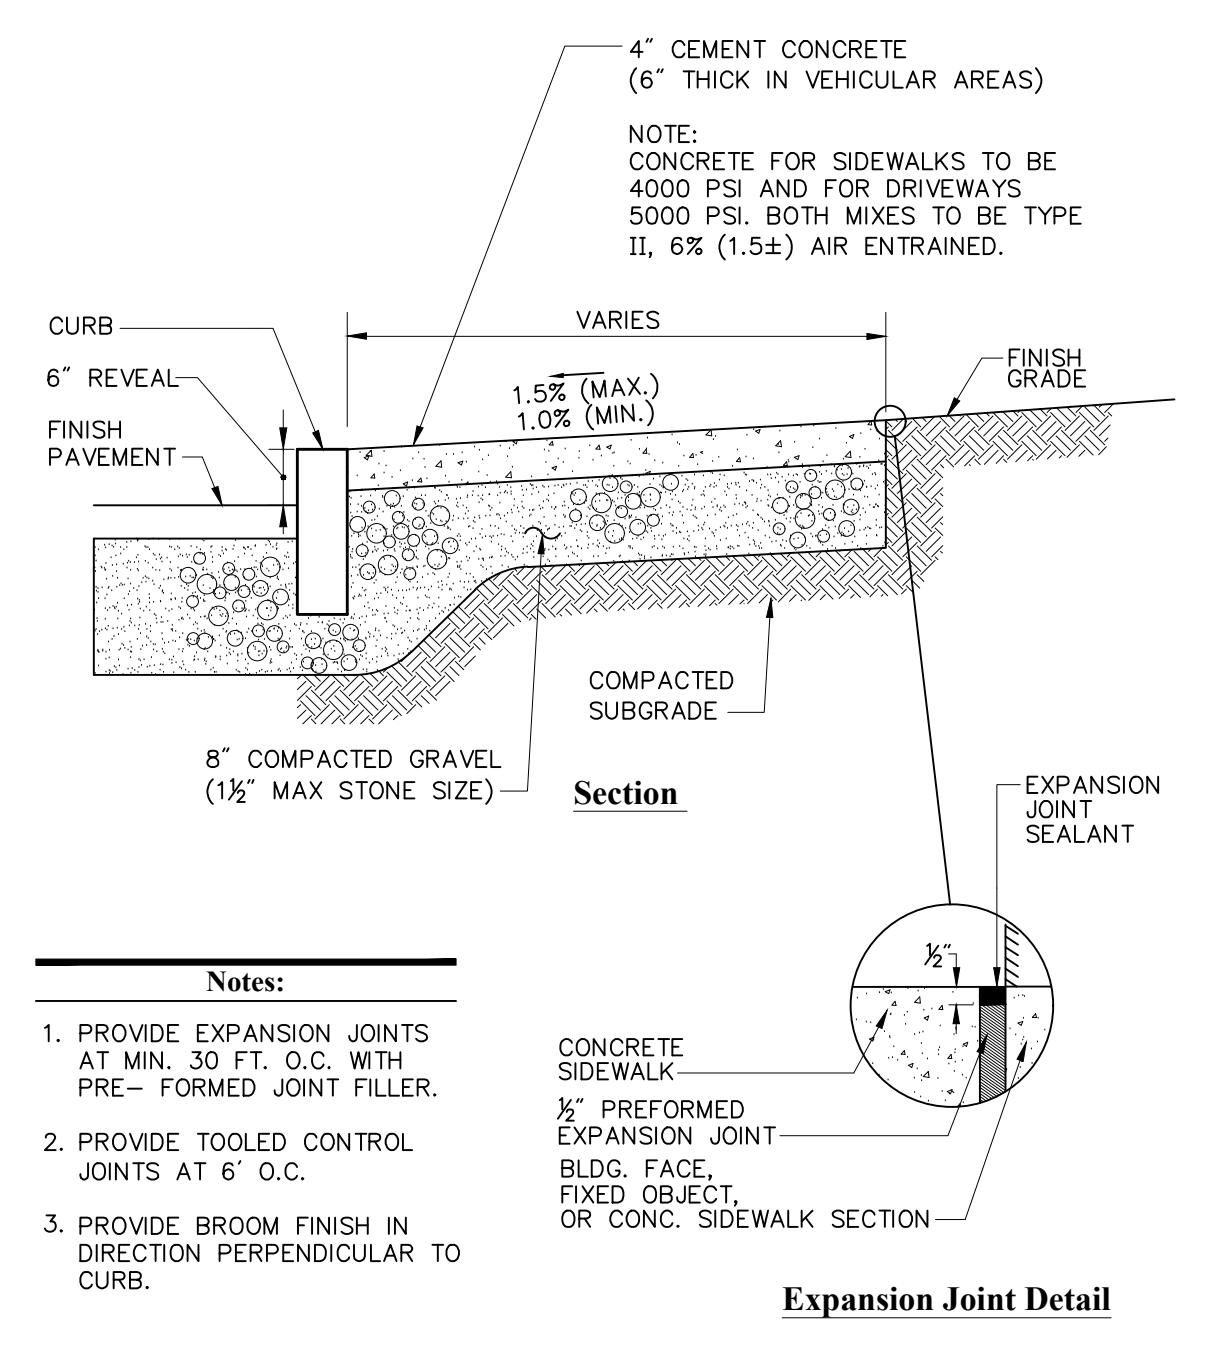 4" CEMENT CONCRETE
(6" THICK IN VEHICULAR AREAS)
NOTE:
CONCRETE FOR SIDEWALKS TO BE
4000 PSI AND FOR DRIVEWAYS
5000 PSI. BOTH MIXES TO BE TYPE
II, 6% (1.5±) AIR ENTRAINED.
CURB
VARIES
6" REVEAL
1.5% (MAX.)
1.0% (MIN.)
FINISH
GRADE
FINISH
PAVEMENT
COMPACTED
SUBGRADE
8" COMPACTED GRAVEL
(1½" MAX STONE SIZE)
Section
EXPANSION
JOINT
SEALANT
½"
Notes:
1. PROVIDE EXPANSION JOINTS
AT MIN. 30 FT. O.C. WITH
PRE– FORMED JOINT FILLER.
2. PROVIDE TOOLED CONTROL
JOINTS AT 6' O.C.
3. PROVIDE BROOM FINISH IN
DIRECTION PERPENDICULAR TO
CURB.
CONCRETE
SIDEWALK
½" PREFORMED
EXPANSION JOINT
BLDG. FACE,
FIXED OBJECT,
OR CONC. SIDEWALK SECTION
Expansion Joint Detail